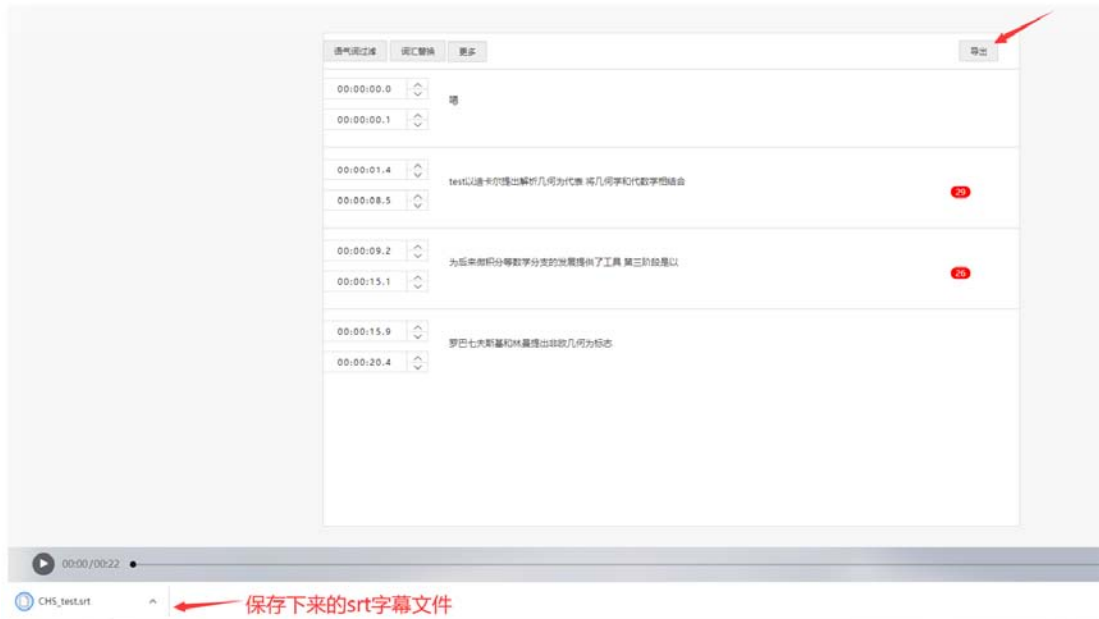 语气词过滤 词汇替换 更多 导出
00:00:00.0
嗯
00:00:00.1
00:00:01.4
test以迪卡尔提出解析几何为代表 将几何学和代数学相结合
29
00:00:08.5
00:00:09.2
为后来微积分等数学分支的发展提供了工具 第三阶段是以
26
00:00:15.1
00:00:15.9
罗巴七夫斯基和林曼提出非欧几何为标志
00:00:20.4
00:00/00:22
CHS_test.srt
保存下来的srt字幕文件